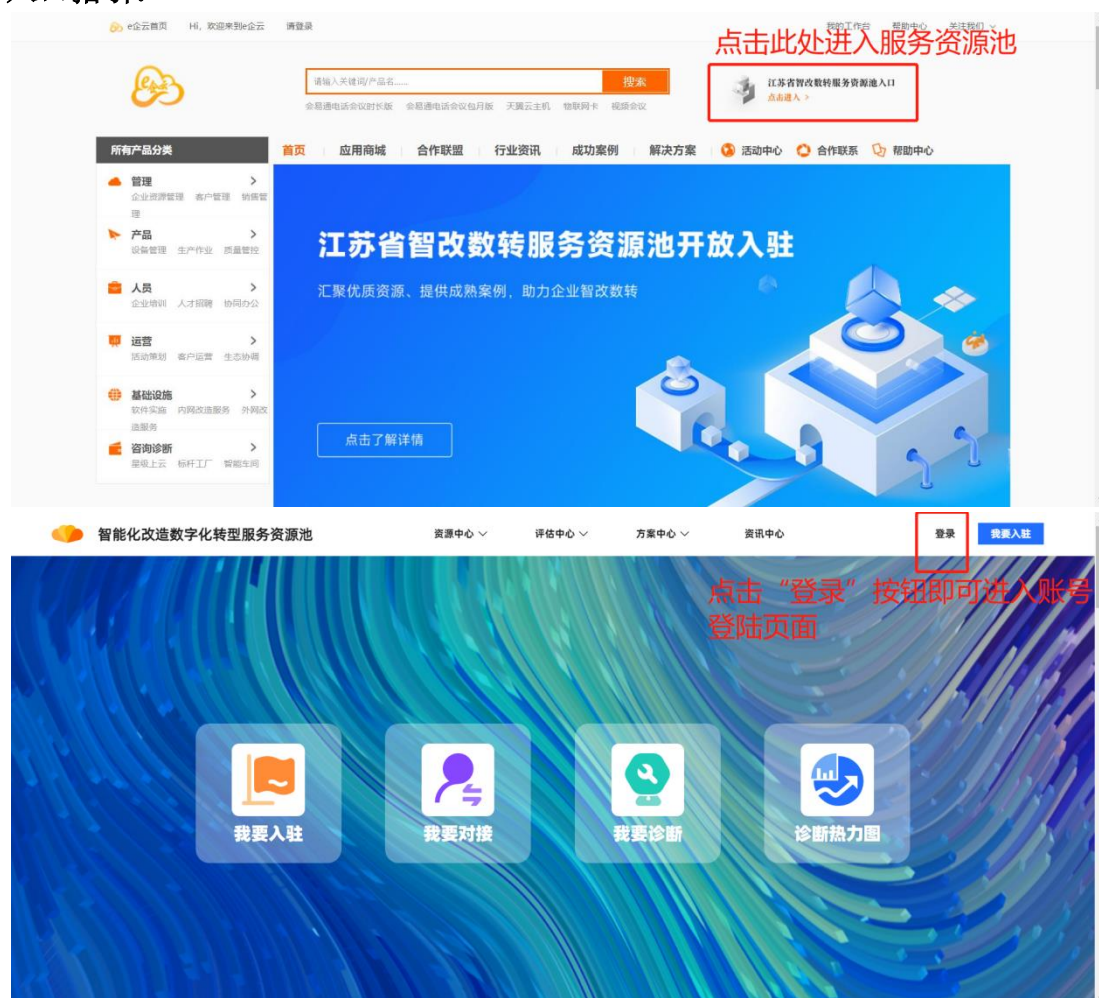 e企云首页 Hi, 欢迎来到e企云 请登录 我的工作台 帮助中心 关注我们
点击此处进入服务资源池
请输入关键词/产品名...... 搜索
江苏省智改数转服务资源池入口
点击进入 >
会易通电话会议时长版 会易通电话会议包月版 天翼云主机 物联网卡 视频会议
所有产品分类 首页 应用商城 合作联盟 行业资讯 成功案例 解决方案 活动中心 合作联系 帮助中心
管理 >
企业资源管理 客户管理 销售管
理
产品 >
设备管理 生产作业 质量管控
人员 >
企业培训 人才招聘 协同办公
运营 >
活动策划 客户运营 生态协调
基础设施 >
软件实施 内网改造服务 外网改
造服务
咨询诊断 >
星级上云 标杆工厂 智能车间
江苏省智改数转服务资源池开放入驻
汇聚优质资源、提供成熟案例，助力企业智改数转
点击了解详情
智能化改造数字化转型服务资源池 资源中心 评估中心 方案中心 资讯中心 登录 我要入驻
点击“登录”按钮即可进入账号
登陆页面
我要入驻 我要对接 我要诊断 诊断热力图